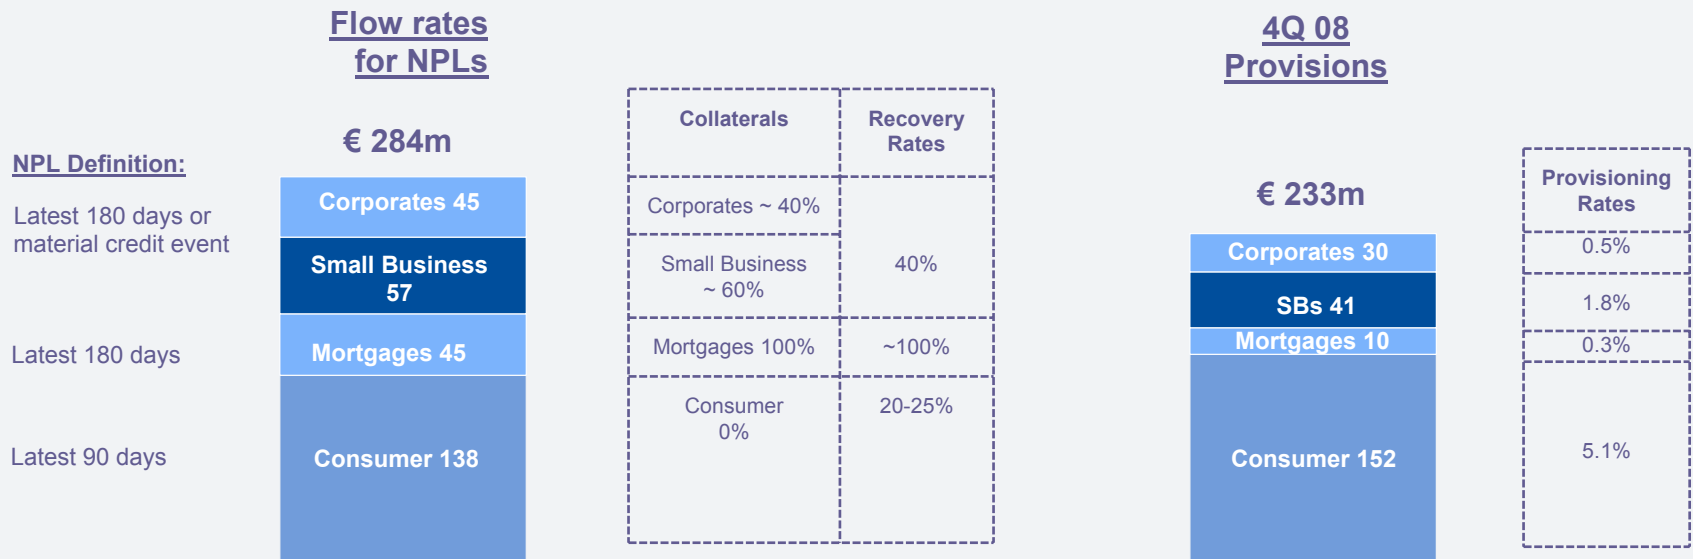 Flow rates
for NPLs
€ 284m
NPL Definition:
Latest 180 days or
material credit event
Latest 180 days
Latest 90 days
Corporates 45
Small Business
57
Mortgages 45
Consumer 138
Collaterals
Recovery
Rates
Corporates ~ 40%
Small Business
~ 60%
40%
Mortgages 100%
~100%
Consumer
0%
20-25%
4Q 08
Provisions
€ 233m
Corporates 30
SBs 41
Mortgages 10
Consumer 152
Provisioning
Rates
0.5%
1.8%
0.3%
5.1%